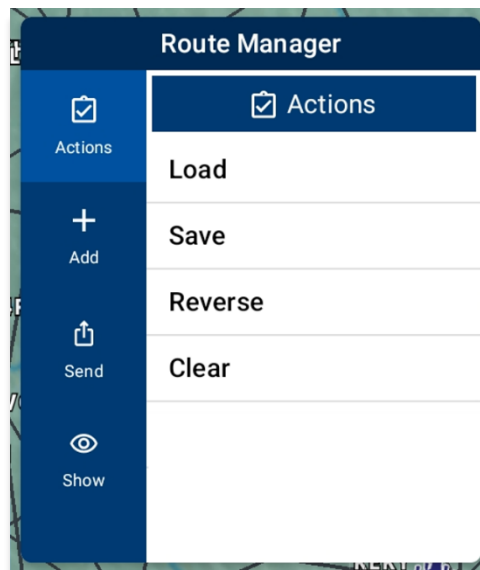 Route Manager
Actions
Add
Send
Show
Actions
Load
Save
Reverse
Clear